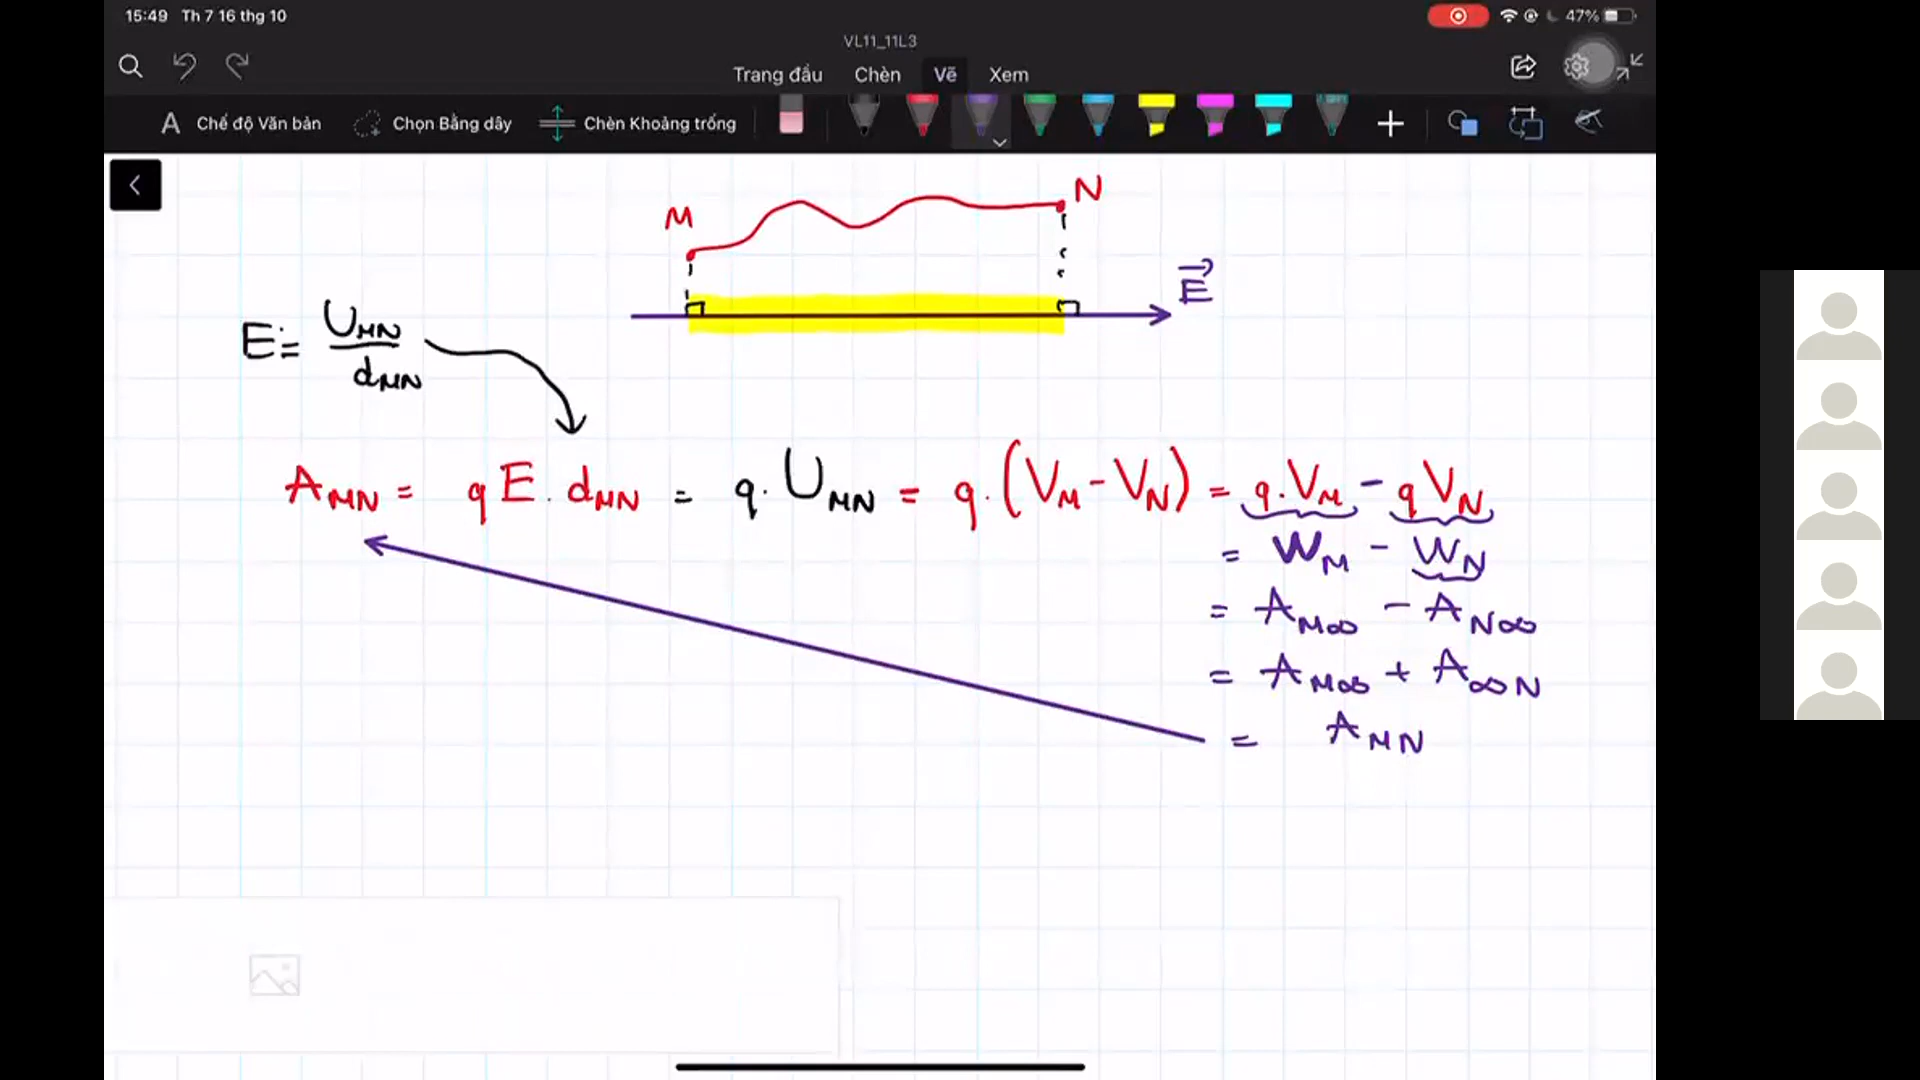 15:49 Th 7 16 thg 10
47%
VL11_11L3
Trang đầu Chèn Vẽ Xem
A Chế độ Văn bản Chọn Bằng dây Chèn Khoảng trống
M
N
E⃗
E = U_MN / d_MN
A_MN = qE.d_MN = q.U_MN = q.(V_M - V_N) = q.V_M - qV_N
= W_M - W_N
= A_M∞ - A_N∞
= A_M∞ + A_∞N
= A_MN